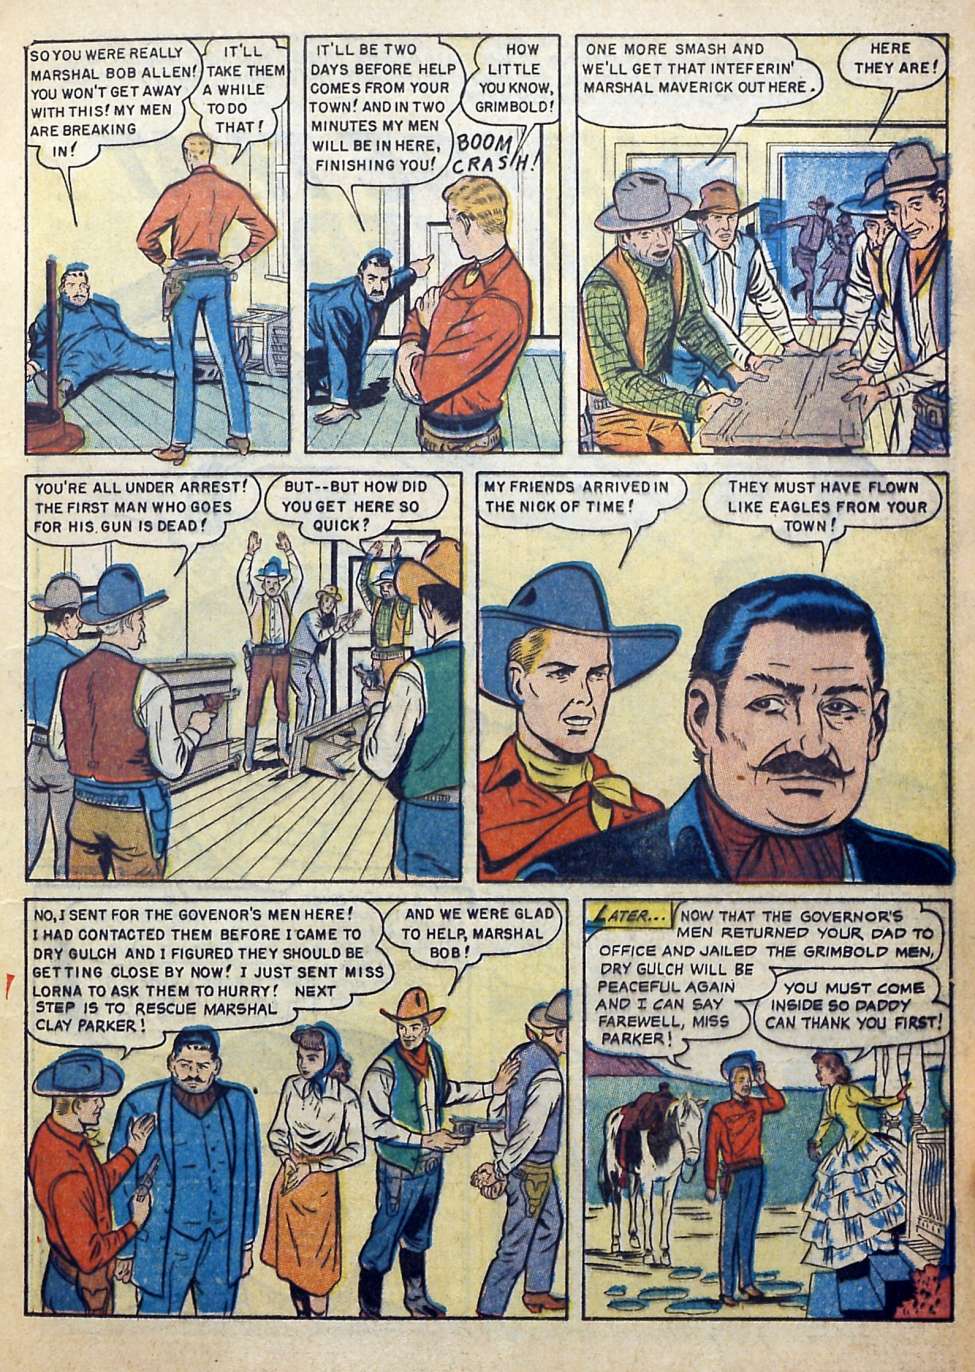 SO YOU WERE REALLY
MARSHAL BOB ALLEN!
YOU WON'T GET AWAY
WITH THIS! MY MEN
ARE BREAKING
IN!
IT'LL
TAKE THEM
A WHILE
TO DO
THAT!
IT'LL BE TWO
DAYS BEFORE HELP
COMES FROM YOUR
TOWN! AND IN TWO
MINUTES MY MEN
WILL BE IN HERE,
FINISHING YOU!
HOW
LITTLE
YOU KNOW,
GRIMBOLD!
BOOM
CRASH!
ONE MORE SMASH AND
WE'LL GET THAT INTEFERIN'
MARSHAL MAVERICK OUT HERE.
HERE
THEY ARE!
YOU'RE ALL UNDER ARREST!
THE FIRST MAN WHO GOES
FOR HIS GUN IS DEAD!
BUT--BUT HOW DID
YOU GET HERE SO
QUICK?
MY FRIENDS ARRIVED IN
THE NICK OF TIME!
THEY MUST HAVE FLOWN
LIKE EAGLES FROM YOUR
TOWN!
NO, I SENT FOR THE GOVENOR'S MEN HERE!
I HAD CONTACTED THEM BEFORE I CAME TO
DRY GULCH AND I FIGURED THEY SHOULD BE
GETTING CLOSE BY NOW! I JUST SENT MISS
LORNA TO ASK THEM TO HURRY! NEXT
STEP IS TO RESCUE MARSHAL
CLAY PARKER!
AND WE WERE GLAD
TO HELP, MARSHAL
BOB!
LATER...
NOW THAT THE GOVERNOR'S
MEN RETURNED YOUR DAD TO
OFFICE AND JAILED THE GRIMBOLD MEN,
DRY GULCH WILL BE
PEACEFUL AGAIN
AND I CAN SAY
FAREWELL, MISS
PARKER!
YOU MUST COME
INSIDE SO DADDY
CAN THANK YOU FIRST!